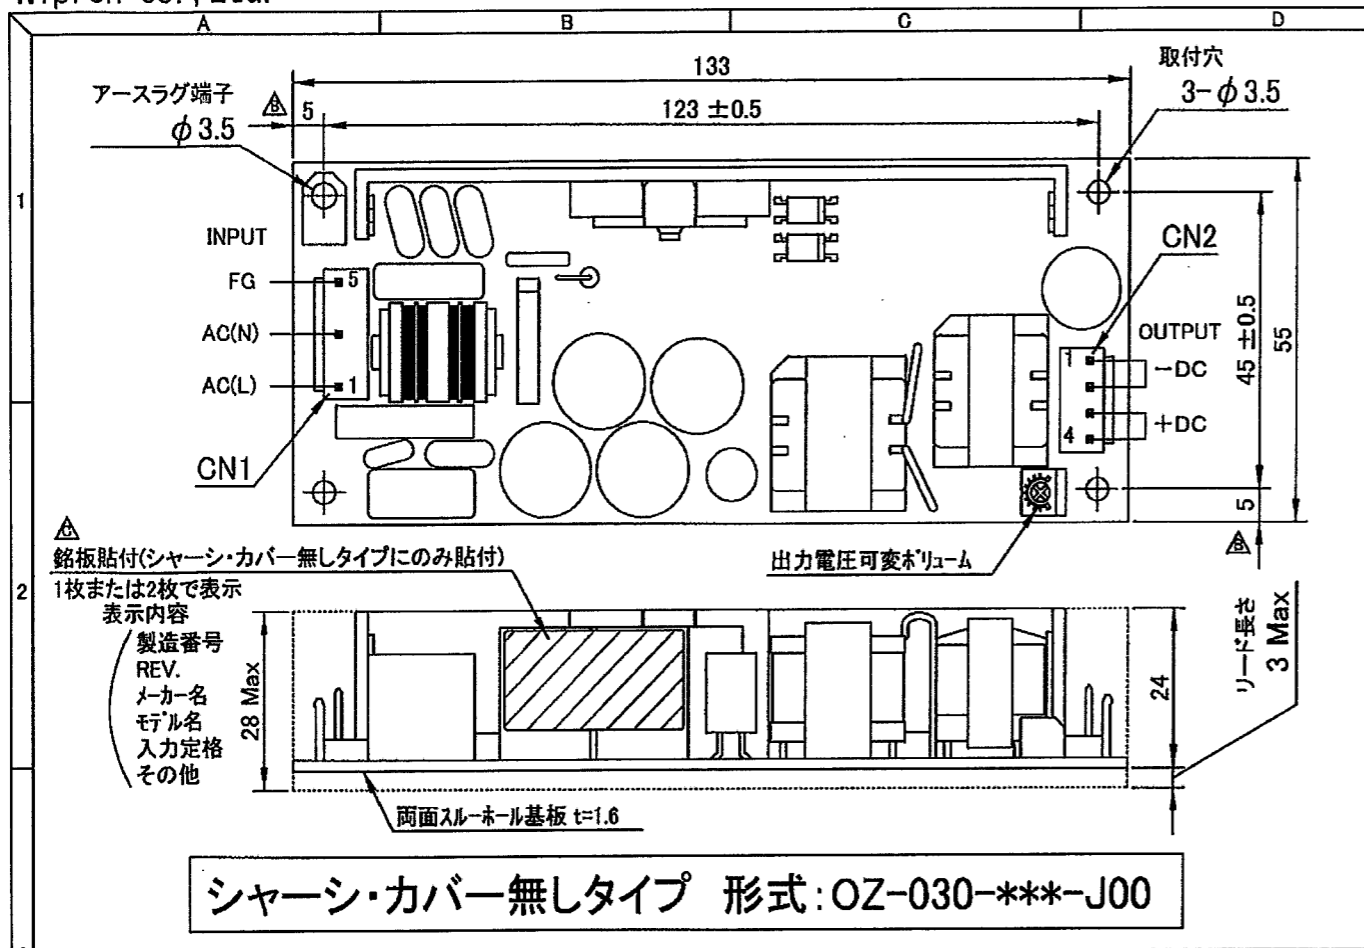 A B C D
133
取付穴
3-φ3.5
アースラグ端子
φ3.5
B 5
123 ±0.5
1
INPUT
FG
5
AC(N)
AC(L)
1
CN1
CN2
OUTPUT
1
-DC
4
+DC
45 ±0.5
55
5
B
C
銘板貼付(シャーシ・カバー無しタイプにのみ貼付)
出力電圧可変ボリューム
2
1枚または2枚で表示
表示内容
製造番号
REV.
メーカー名
モデル名
入力定格
その他
28 Max
24
リード長さ
3 Max
両面スルーホール基板 t=1.6
シャーシ・カバー無しタイプ 形式:OZ-030-***-J00